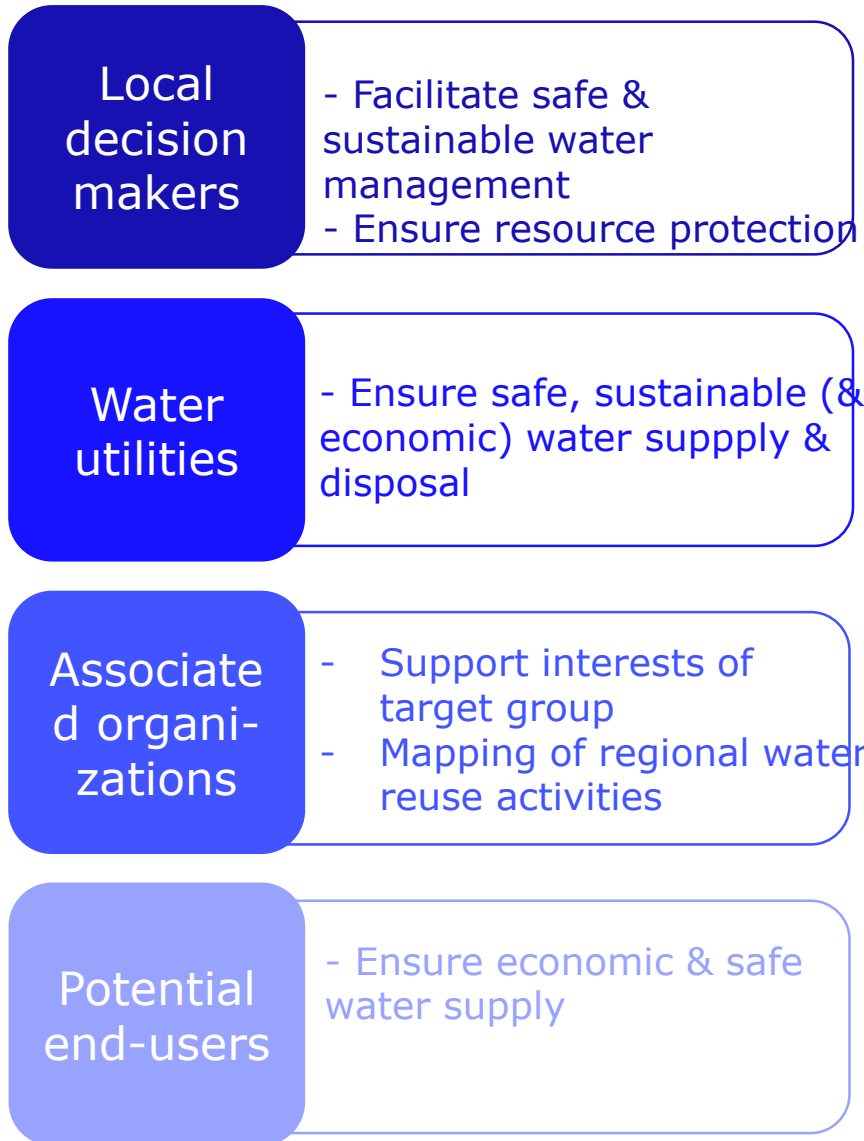 Local
decision
makers
- Facilitate safe &
sustainable water
management
- Ensure resource protection
Water
utilities
- Ensure safe, sustainable (&
economic) water suppply &
disposal
Associate
d organi-
zations
- Support interests of
target group
- Mapping of regional water
reuse activities
Potential
end-users
- Ensure economic & safe
water supply